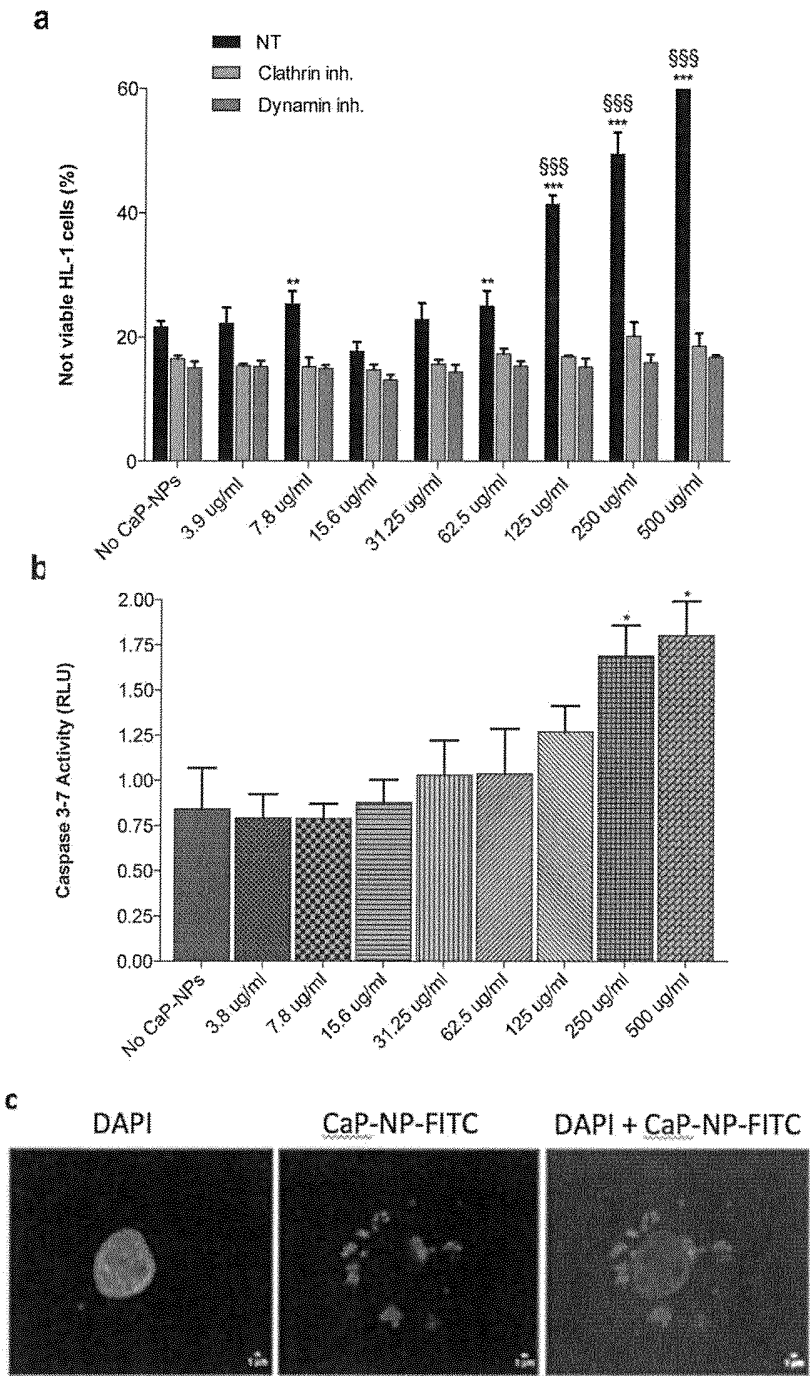 a
NT
Clathrin inh.
Dynamin inh.
Not viable HL-1 cells (%)
60
40
20
0
**
**
§§§
***
§§§
***
§§§
***
No CaP-NPs
3.9 ug/ml
7.8 ug/ml
15.6 ug/ml
31.25 ug/ml
62.5 ug/ml
125 ug/ml
250 ug/ml
500 ug/ml
b
Caspase 3-7 Activity (RLU)
2.00
1.75
1.50
1.25
1.00
0.75
0.50
0.25
0.00
*
*
No CaP-NPs
3.8 ug/ml
7.8 ug/ml
15.6 ug/ml
31.25 ug/ml
62.5 ug/ml
125 ug/ml
250 ug/ml
500 ug/ml
c
DAPI
CaP-NP-FITC
DAPI + CaP-NP-FITC